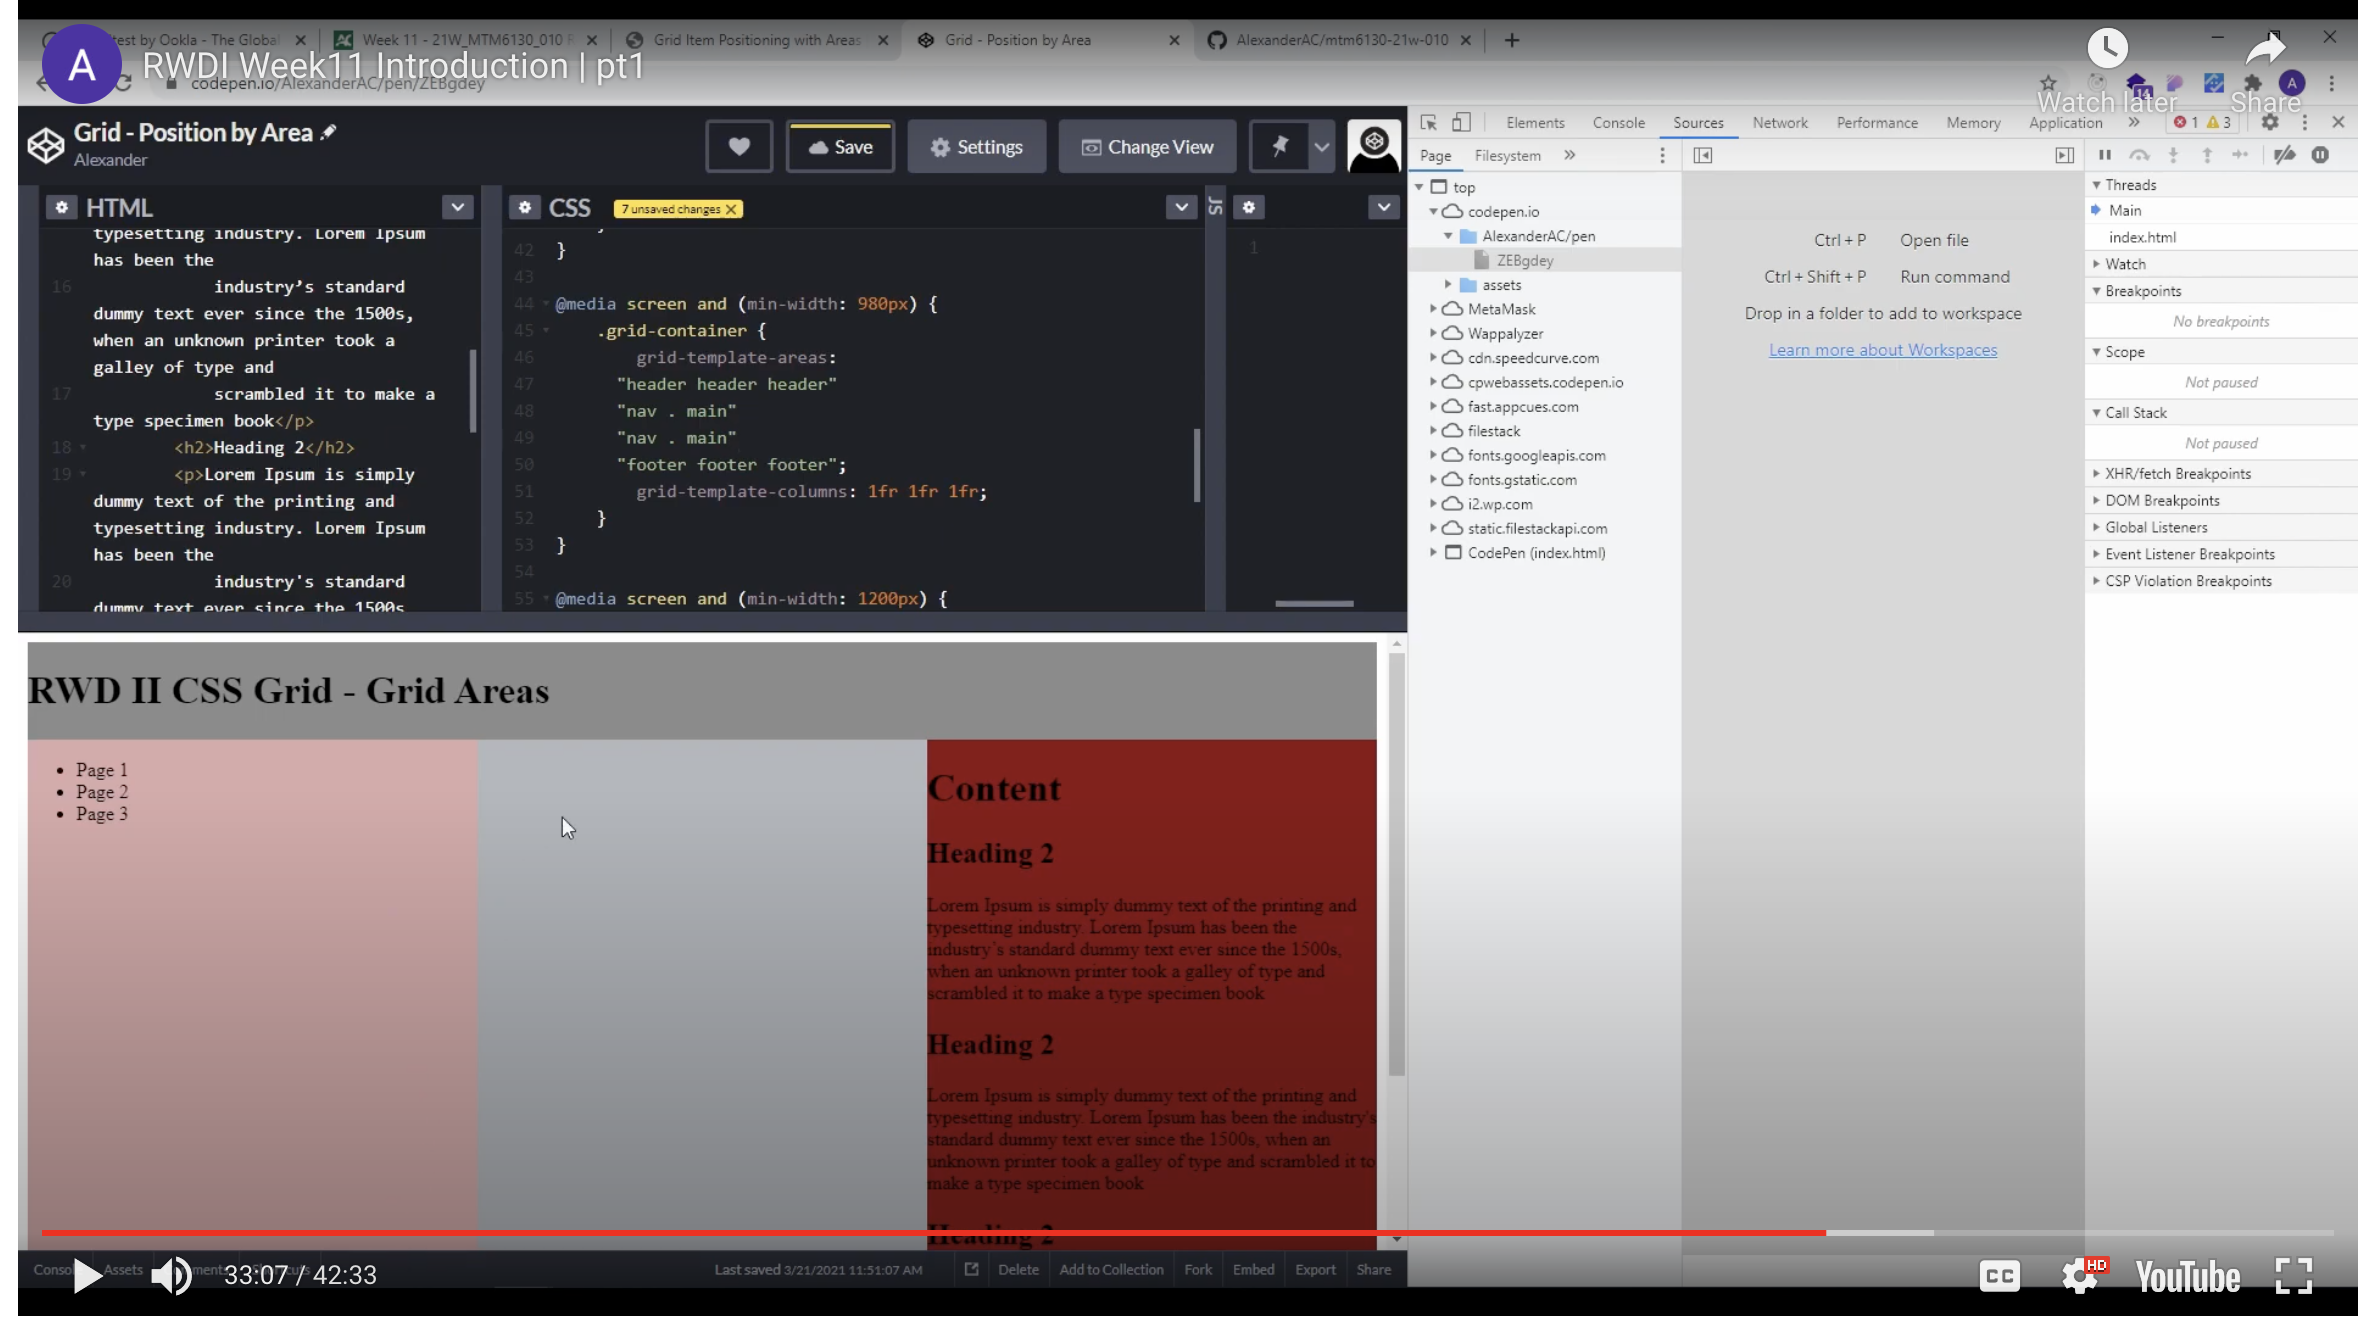 test by Ookla - The Global
Week 11 - 21W_MTM6130_010 R
Grid Item Positioning with Areas
Grid - Position by Area
AlexanderAC/mtm6130-21w-010
A
RWDI Week11 Introduction | pt1
codepen.io/AlexanderAC/pen/ZEBgdey
14
A
Watch later
Share
Grid - Position by Area
Alexander
Save
Settings
Change View
HTML
typesetting industry. Lorem Ipsum
has been the
16 industry’s standard
dummy text ever since the 1500s,
when an unknown printer took a
galley of type and
17 scrambled it to make a
type specimen book</p>
18 <h2>Heading 2</h2>
19 <p>Lorem Ipsum is simply
dummy text of the printing and
typesetting industry. Lorem Ipsum
has been the
20 industry's standard
dummy text ever since the 1500s
CSS
7 unsaved changes X
42 }
43
44 @media screen and (min-width: 980px) {
45 .grid-container {
46 grid-template-areas:
47 "header header header"
48 "nav . main"
49 "nav . main"
50 "footer footer footer";
51 grid-template-columns: 1fr 1fr 1fr;
52 }
53 }
54
55 @media screen and (min-width: 1200px) {
JS
1
Elements Console Sources Network Performance Memory Application » 1 3
Page Filesystem »
top
codepen.io
AlexanderAC/pen
ZEBgdey
assets
MetaMask
Wappalyzer
cdn.speedcurve.com
cpwebassets.codepen.io
fast.appcues.com
filestack
fonts.googleapis.com
fonts.gstatic.com
i2.wp.com
static.filestackapi.com
CodePen (index.html)
Ctrl + P Open file
Ctrl + Shift + P Run command
Drop in a folder to add to workspace
Learn more about Workspaces
Threads
Main
index.html
Watch
Breakpoints
No breakpoints
Scope
Not paused
Call Stack
Not paused
XHR/fetch Breakpoints
DOM Breakpoints
Global Listeners
Event Listener Breakpoints
CSP Violation Breakpoints
RWD II CSS Grid - Grid Areas
• Page 1
• Page 2
• Page 3
Content
Heading 2
Lorem Ipsum is simply dummy text of the printing and
typesetting industry. Lorem Ipsum has been the
industry’s standard dummy text ever since the 1500s,
when an unknown printer took a galley of type and
scrambled it to make a type specimen book
Heading 2
Lorem Ipsum is simply dummy text of the printing and
typesetting industry. Lorem Ipsum has been the industry's
standard dummy text ever since the 1500s, when an
unknown printer took a galley of type and scrambled it to
make a type specimen book
Heading 2
Assets
Last saved 3/21/2021 11:51:07 AM
Delete Add to Collection Fork Embed Export Share
33:07 / 42:33
CC
HD
YouTube